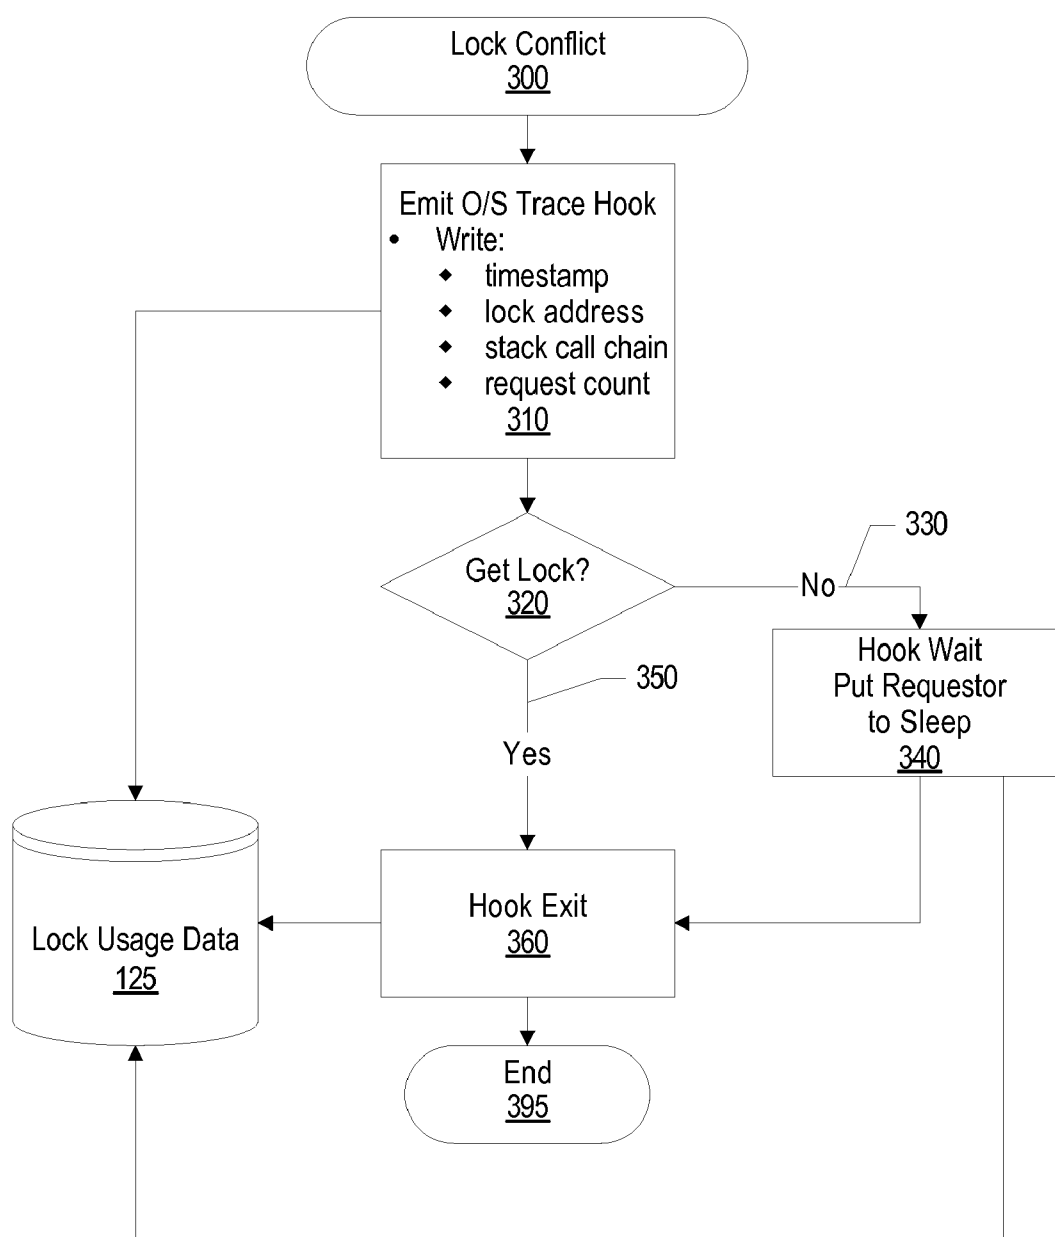 Lock Conflict
300
Emit O/S Trace Hook
• Write:
◆ timestamp
◆ lock address
◆ stack call chain
◆ request count
310
330
Get Lock?
320
No
Hook Wait
Put Requestor
to Sleep
340
350
Yes
Hook Exit
360
Lock Usage Data
125
End
395